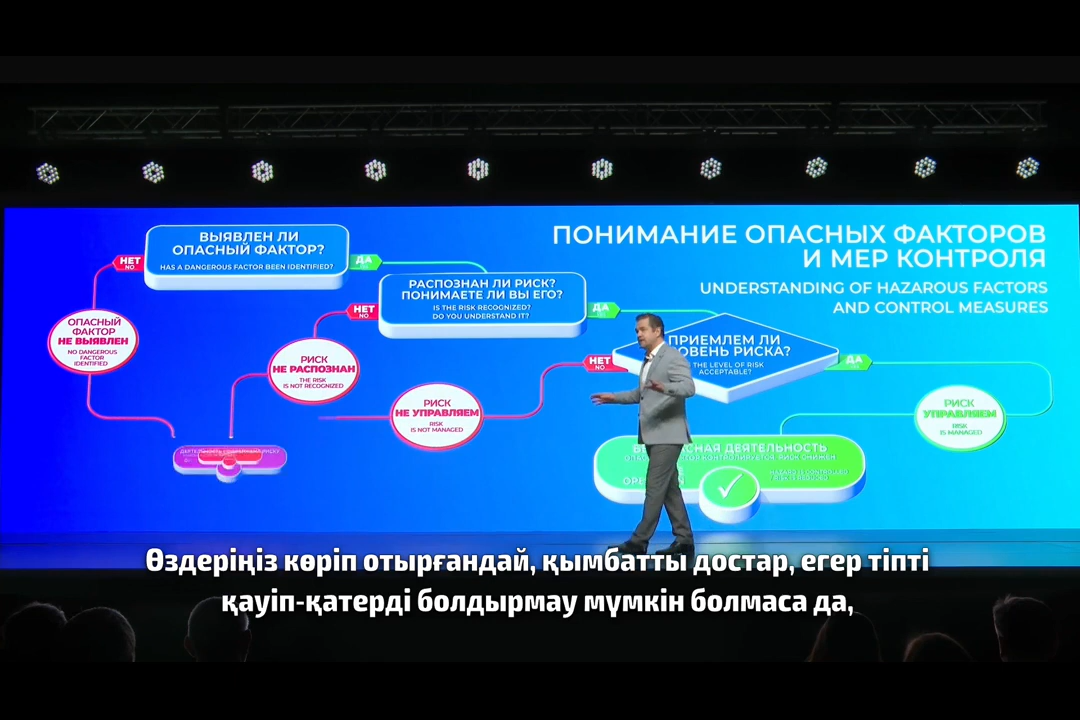 ПОНИМАНИЕ ОПАСНЫХ ФАКТОРОВ
И МЕР КОНТРОЛЯ
UNDERSTANDING OF HAZAROUS FACTORS
AND CONTROL MEASURES
ВЫЯВЛЕН ЛИ
ОПАСНЫЙ ФАКТОР?
HAS A DANGEROUS FACTOR BEEN IDENTIFIED?
НЕТ
NO
ДА
РАСПОЗНАН ЛИ РИСК?
ПОНИМАЕТЕ ЛИ ВЫ ЕГО?
IS THE RISK RECOGNIZED?
DO YOU UNDERSTAND IT?
НЕТ
NO
ДА
ПРИЕМЛЕМ ЛИ
РИСКА?
THE LEVEL OF RISK
ACCEPTABLE?
НЕТ
NO
ДА
ОПАСНЫЙ
ФАКТОР
НЕ ВЫЯВЛЕН
NO DANGEROUS
FACTOR
IDENTIFIED
РИСК
НЕ РАСПОЗНАН
THE RISK
IS NOT RECOGNIZED
РИСК
НЕ УПРАВЛЯЕМ
RISK
IS NOT MANAGED
РИСК
УПРАВЛЯЕМ
RISK
IS MANAGED
ДЕЯТЕЛЬНОСТЬ
Өздеріңіз көріп отырғандай, қымбатты достар, егер тіпті
қауіп-қатерді болдырмау мүмкін болмаса да,